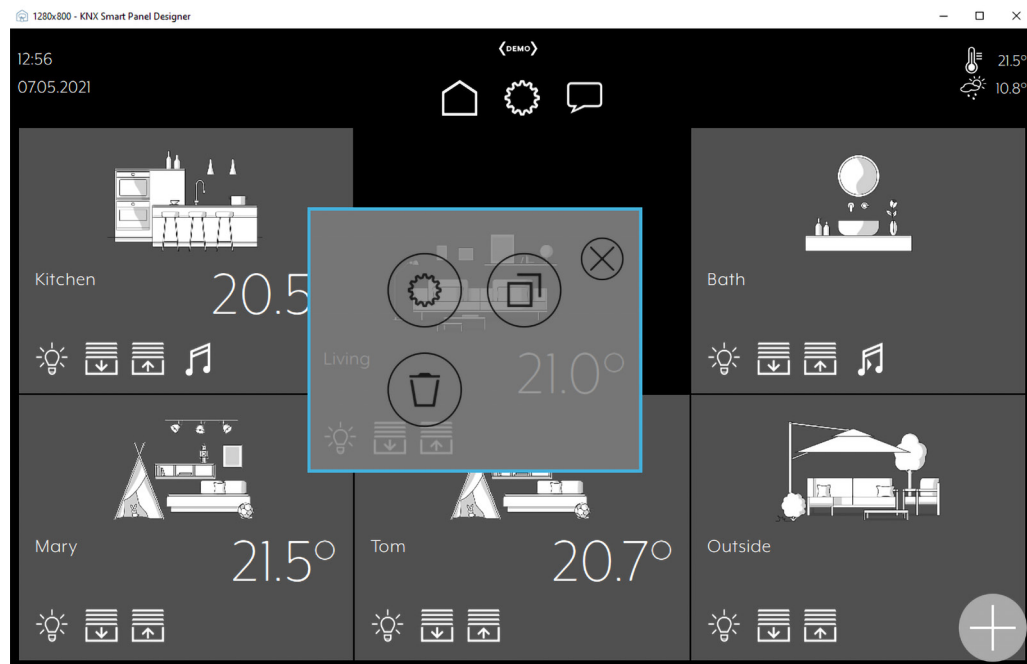 1280x800 - KNX Smart Panel Designer
12:56
DEMO
21.5°
07.05.2021
10.8°
Kitchen
20.5
Bath
Living
21.0°
Mary
21.5°
Tom
20.7°
Outside